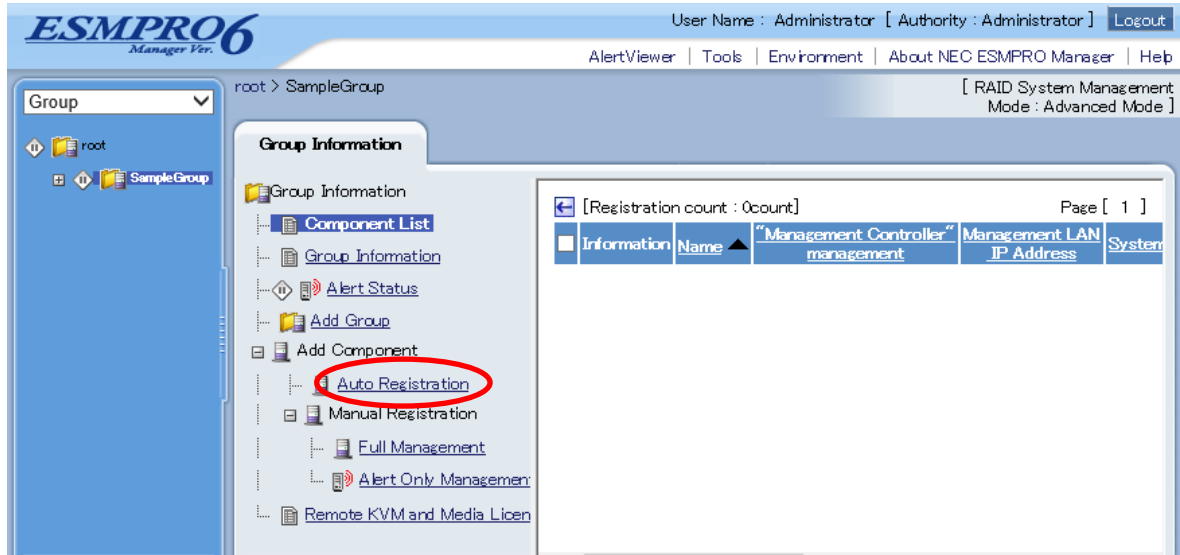 ESMPRO6
Manager Ver.
User Name : Administrator [ Authority : Administrator ] Logout
AlertViewer | Tools | Environment | About NEC ESMPRO Manager | Help
Group
root > SampleGroup
[ RAID System Management
Mode : Advanced Mode ]
root
SampleGroup
Group Information
Group Information
Component List
Group Information
Alert Status
Add Group
Add Component
Auto Registration
Manual Registration
Full Management
Alert Only Managemen
Remote KVM and Media Licen
[Registration count : 0count] Page [ 1 ]
Information Name "Management Controller" management Management LAN IP Address System